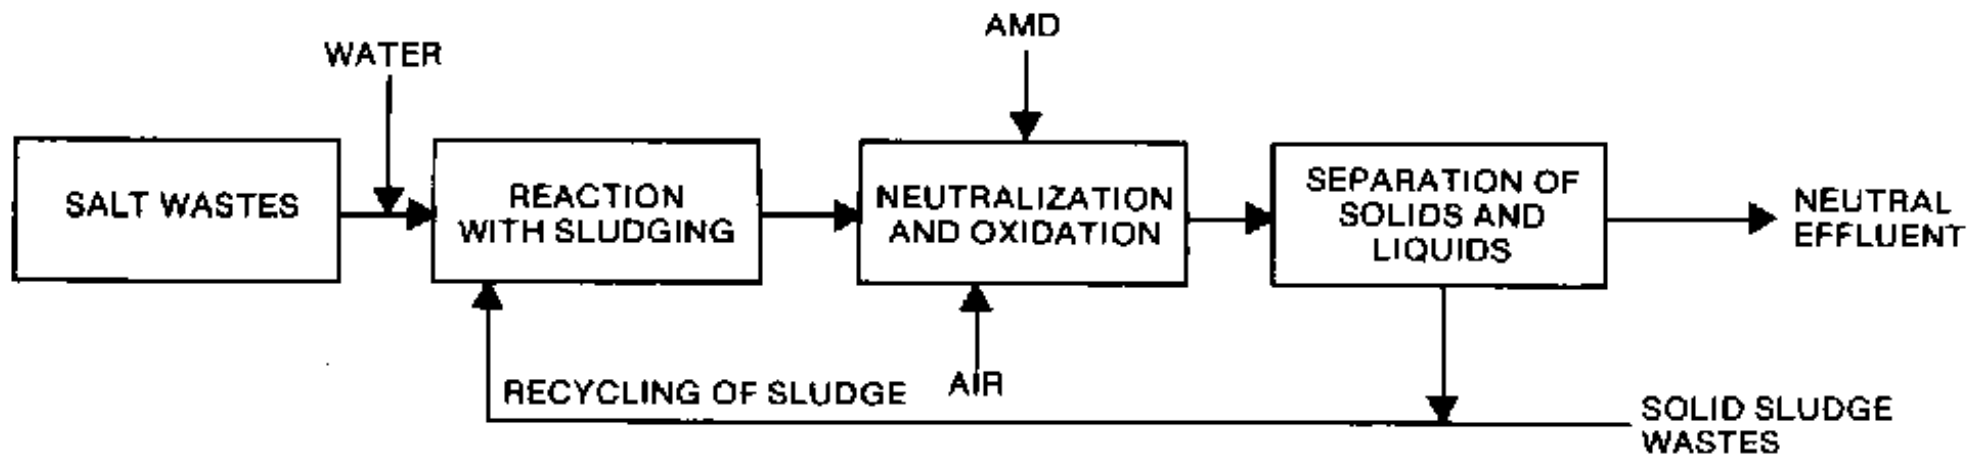 AMD
WATER
SALT WASTES
REACTION
WITH SLUDGING
NEUTRALIZATION
AND OXIDATION
SEPARATION OF
SOLIDS AND
LIQUIDS
NEUTRAL
EFFLUENT
RECYCLING OF SLUDGE
AIR
SOLID SLUDGE
WASTES